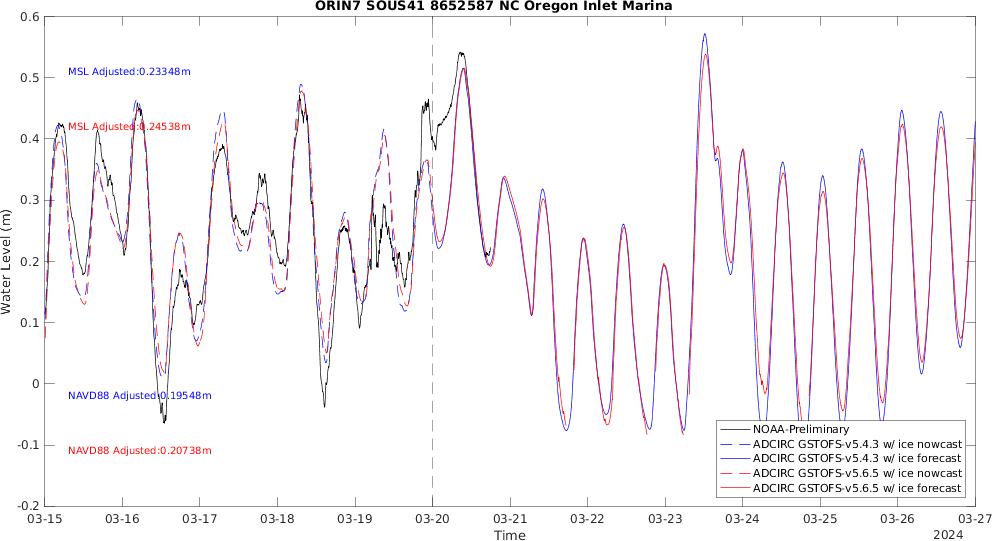 ORIN7 SOUS41 8652587 NC Oregon Inlet Marina
0.6
0.5
0.4
0.3
0.2
0.1
0
-0.1
-0.2
Water Level (m)
MSL Adjusted:0.23348m
MSL Adjusted:0.24538m
NAVD88 Adjusted:0.19548m
NAVD88 Adjusted:0.20738m
NOAA-Preliminary
ADCIRC GSTOFS-v5.4.3 w/ ice nowcast
ADCIRC GSTOFS-v5.4.3 w/ ice forecast
ADCIRC GSTOFS-v5.6.5 w/ ice nowcast
ADCIRC GSTOFS-v5.6.5 w/ ice forecast
03-15 03-16 03-17 03-18 03-19 03-20 03-21 03-22 03-23 03-24 03-25 03-26 03-27
Time
2024